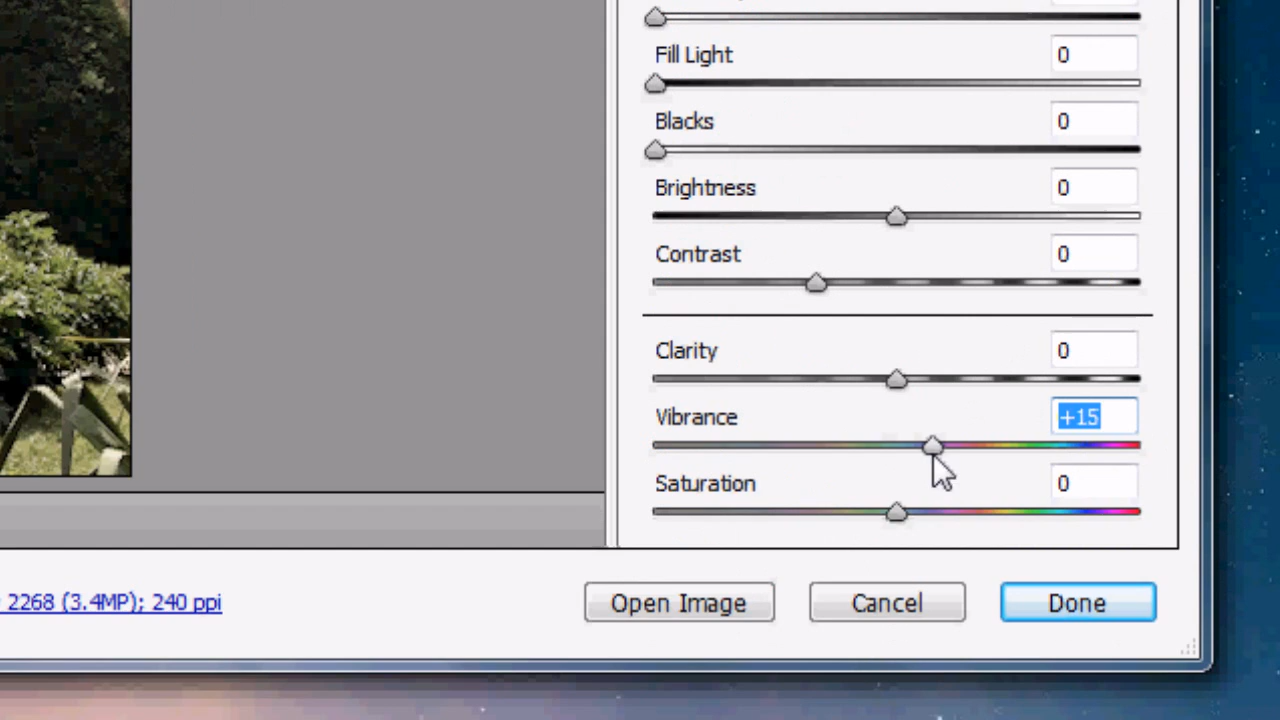 Fill Light 0
Blacks 0
Brightness 0
Contrast 0
Clarity 0
Vibrance +15
Saturation 0
2268 (3.4MP); 240 ppi
Open Image Cancel Done